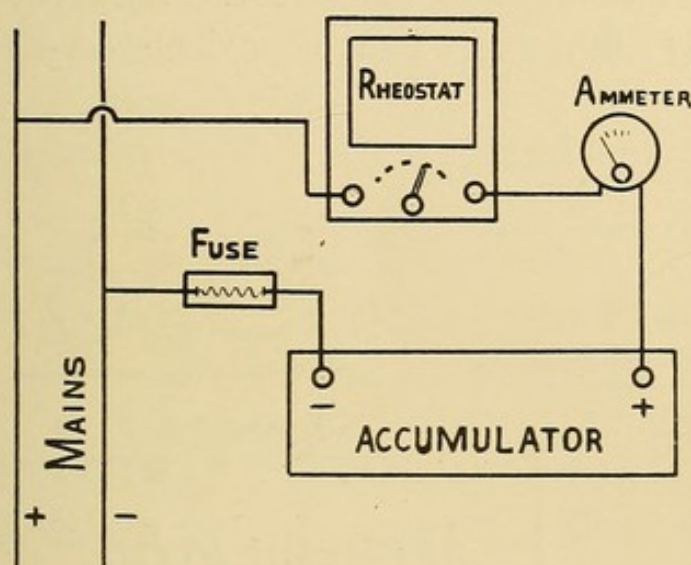 RHEOSTAT
AMMETER
FUSE
MAINS
- +
ACCUMULATOR
+ -